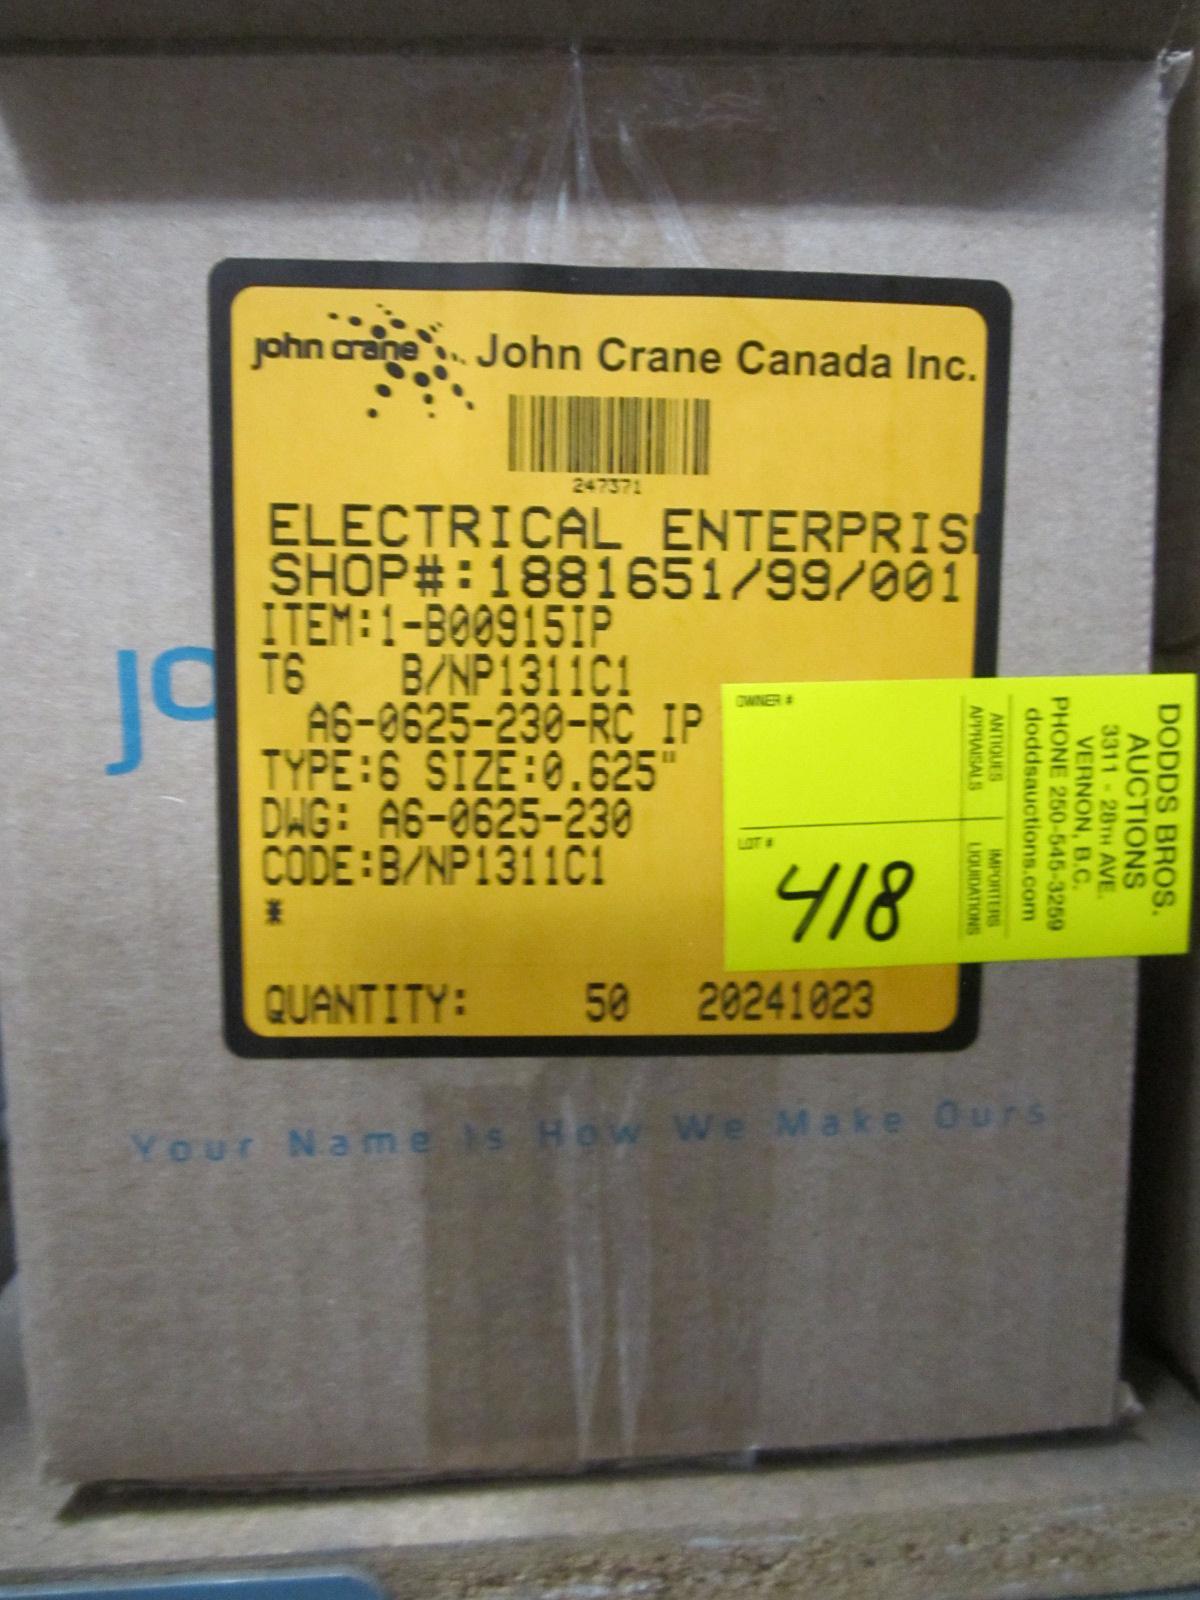 john crane John Crane Canada Inc.
247371
ELECTRICAL ENTERPRIS
SHOP#:1881651/99/001
ITEM:1-B00915IP
T6 B/NP1311C1
A6-0625-230-RC IP
TYPE:6 SIZE:0.625"
DWG: A6-0625-230
CODE:B/NP1311C1
*
QUANTITY: 50 20241023
jo
Your Name Is How We Make Ours
DODDS BROS.
AUCTIONS
3311 - 28TH AVE.
VERNON, B.C.
PHONE 250-545-3259
doddsauctions.com
ANTIQUES IMPORTERS
APPRAISALS LIQUIDATIONS
OWNER #
LOT #
418